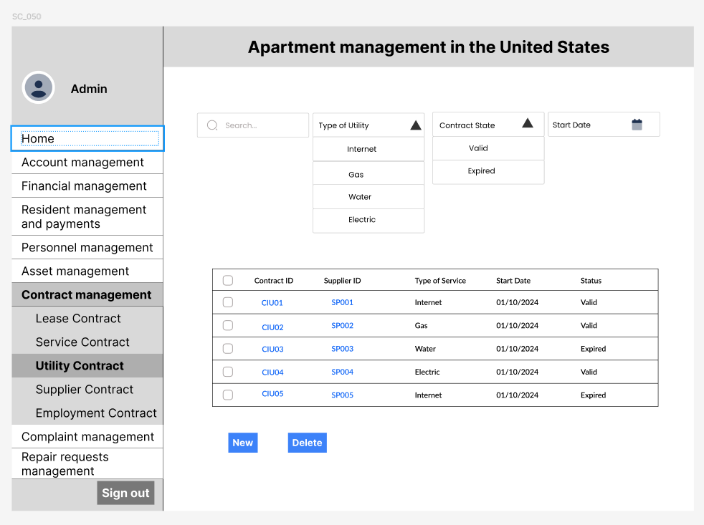 SC_050
Apartment management in the United States
Admin
Home
Account management
Financial management
Resident management
and payments
Personnel management
Asset management
Contract management
Lease Contract
Service Contract
Utility Contract
Supplier Contract
Employment Contract
Complaint management
Repair requests
management
Sign out
Search...
Type of Utility
Internet
Gas
Water
Electric
Contract State
Valid
Expired
Start Date
Contract ID Supplier ID Type of Service Start Date Status
CIU01 SP001 Internet 01/10/2024 Valid
CIU02 SP002 Gas 01/10/2024 Valid
CIU03 SP003 Water 01/10/2024 Expired
CIU04 SP004 Electric 01/10/2024 Valid
CIU05 SP005 Internet 01/10/2024 Expired
New Delete